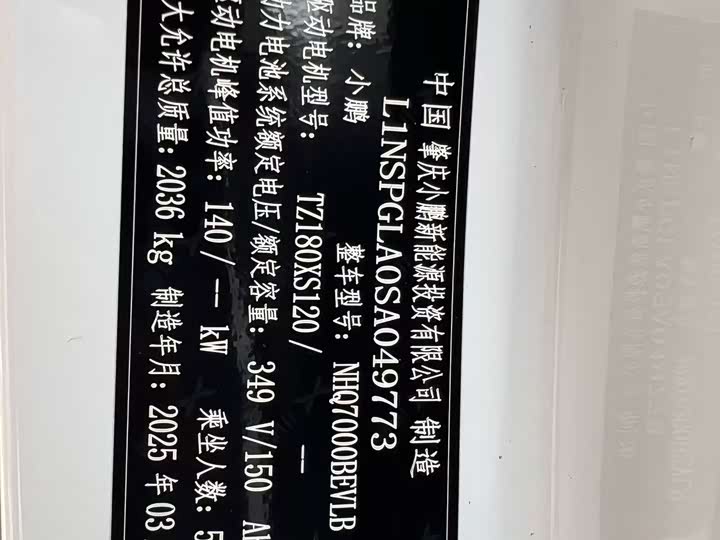 中国 肇庆小鹏新能源投资有限公司 制造
L1NSPGLA0SA049773
品牌：小鹏 整车型号：NHQ7000BEVLB
驱动电机型号：TZ180XS120/ --
动力电池系统额定电压/额定容量：349 V/150 A
动电机峰值功率：140/-- kW 乘坐人数：5
大允许总质量：2036 kg 制造年月：2025 年03